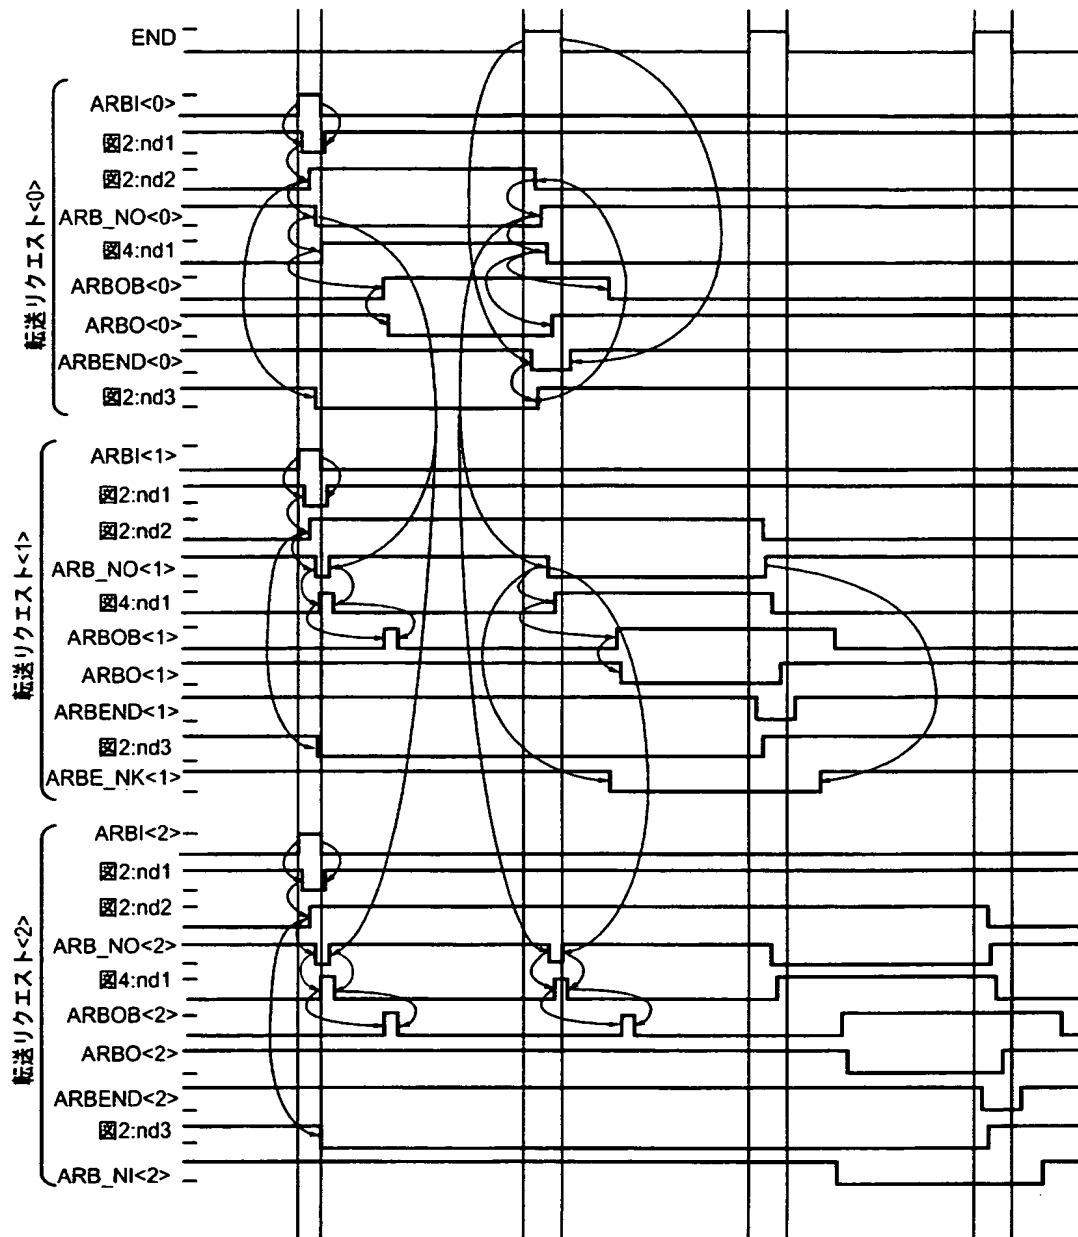 END
転送リクエスト<0>
ARBI<0>
図2:nd1
図2:nd2
ARB_NO<0>
図4:nd1
ARBOB<0>
ARBO<0>
ARBEND<0>
図2:nd3
転送リクエスト<1>
ARBI<1>
図2:nd1
図2:nd2
ARB_NO<1>
図4:nd1
ARBOB<1>
ARBO<1>
ARBEND<1>
図2:nd3
ARBE_NK<1>
転送リクエスト<2>
ARBI<2>
図2:nd1
図2:nd2
ARB_NO<2>
図4:nd1
ARBOB<2>
ARBO<2>
ARBEND<2>
図2:nd3
ARB_NI<2>